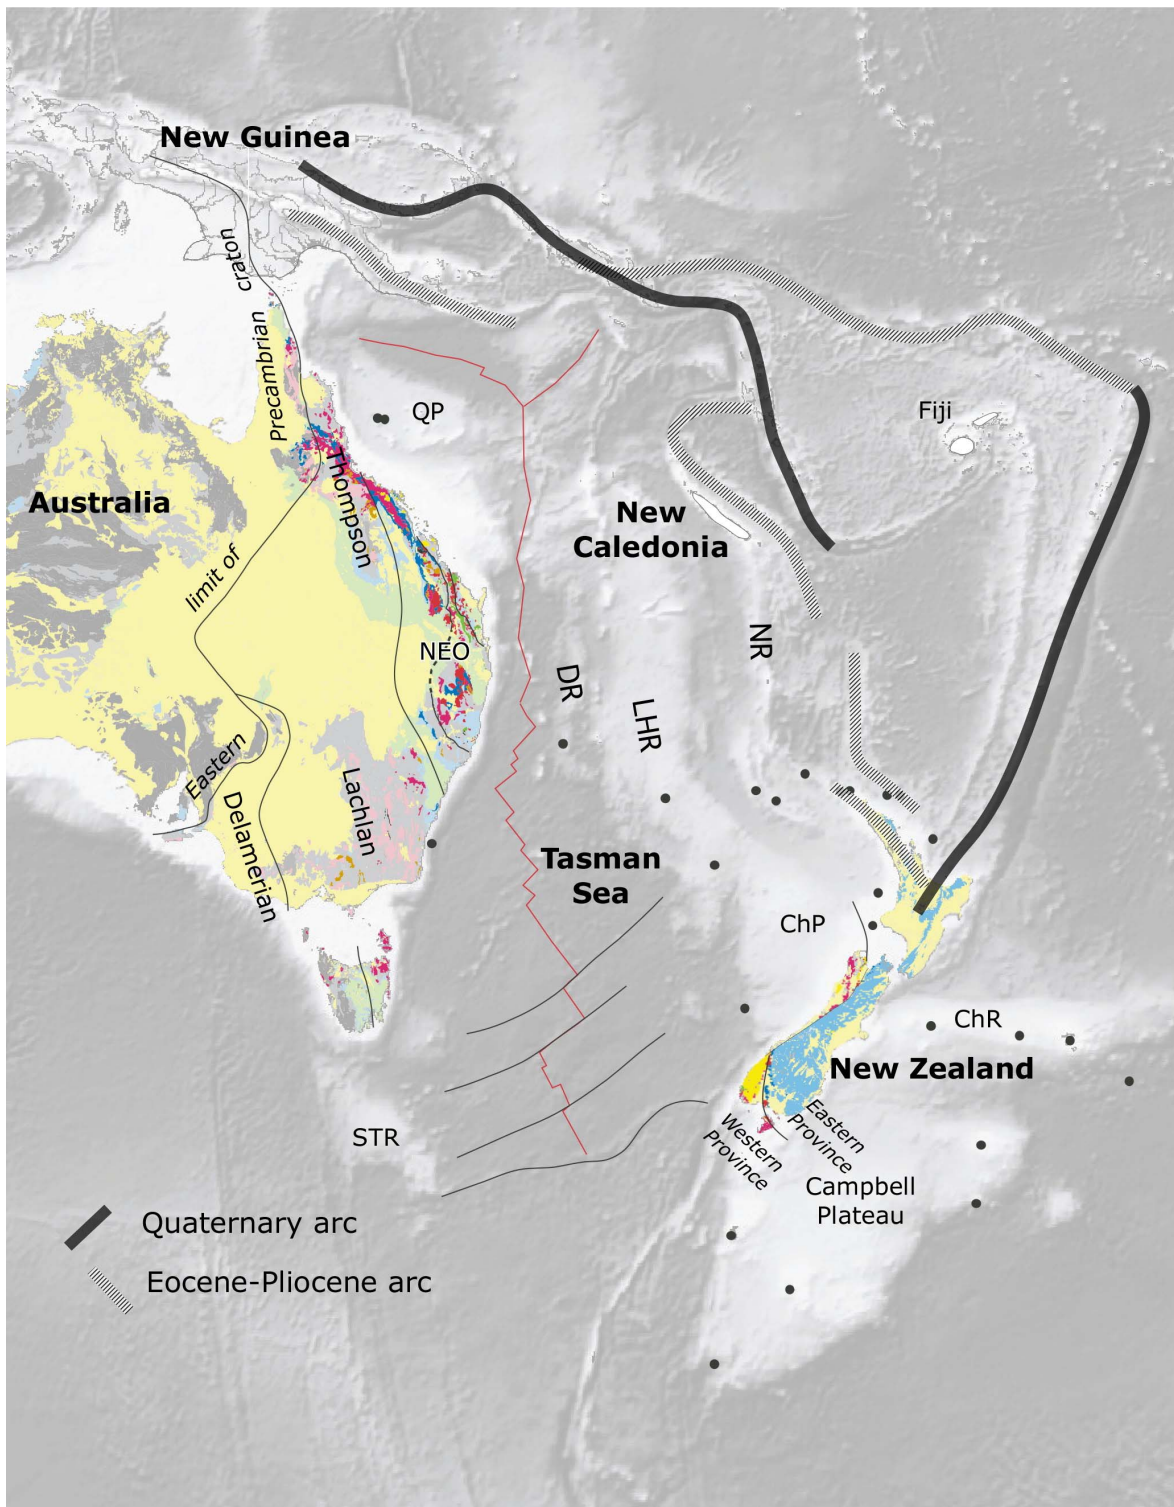 New Guinea
craton
Precambrian
limit of
Eastern
QP
Fiji
Thompson
Australia
New
Caledonia
NEO
NR
DR
LHR
Lachlan
Delamerian
Tasman
Sea
ChP
ChR
New Zealand
Eastern
Province
Western
Province
STR
Campbell
Plateau
Quaternary arc
Eocene-Pliocene arc